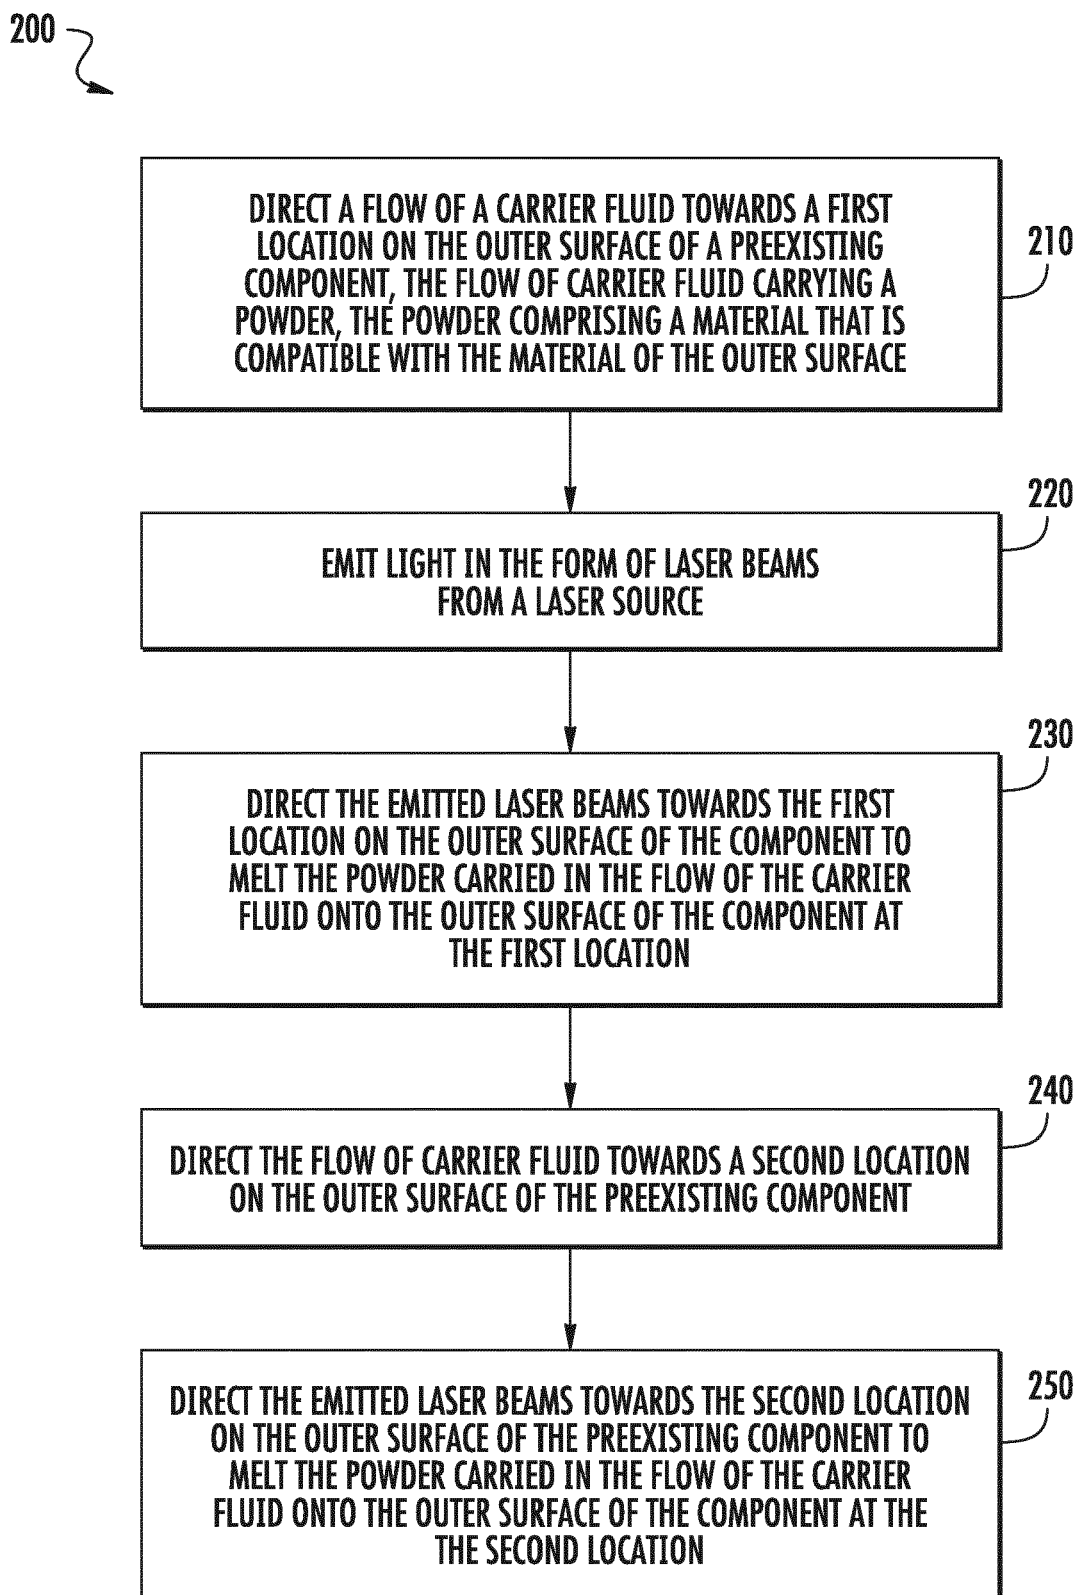 200
DIRECT A FLOW OF A CARRIER FLUID TOWARDS A FIRST
LOCATION ON THE OUTER SURFACE OF A PREEXISTING
COMPONENT, THE FLOW OF CARRIER FLUID CARRYING A
POWDER, THE POWDER COMPRISING A MATERIAL THAT IS
COMPATIBLE WITH THE MATERIAL OF THE OUTER SURFACE
210
EMIT LIGHT IN THE FORM OF LASER BEAMS
FROM A LASER SOURCE
220
DIRECT THE EMITTED LASER BEAMS TOWARDS THE FIRST
LOCATION ON THE OUTER SURFACE OF THE COMPONENT TO
MELT THE POWDER CARRIED IN THE FLOW OF THE CARRIER
FLUID ONTO THE OUTER SURFACE OF THE COMPONENT AT
THE FIRST LOCATION
230
DIRECT THE FLOW OF CARRIER FLUID TOWARDS A SECOND LOCATION
ON THE OUTER SURFACE OF THE PREEXISTING COMPONENT
240
DIRECT THE EMITTED LASER BEAMS TOWARDS THE SECOND LOCATION
ON THE OUTER SURFACE OF THE PREEXISTING COMPONENT TO
MELT THE POWDER CARRIED IN THE FLOW OF THE CARRIER
FLUID ONTO THE OUTER SURFACE OF THE COMPONENT AT THE
THE SECOND LOCATION
250